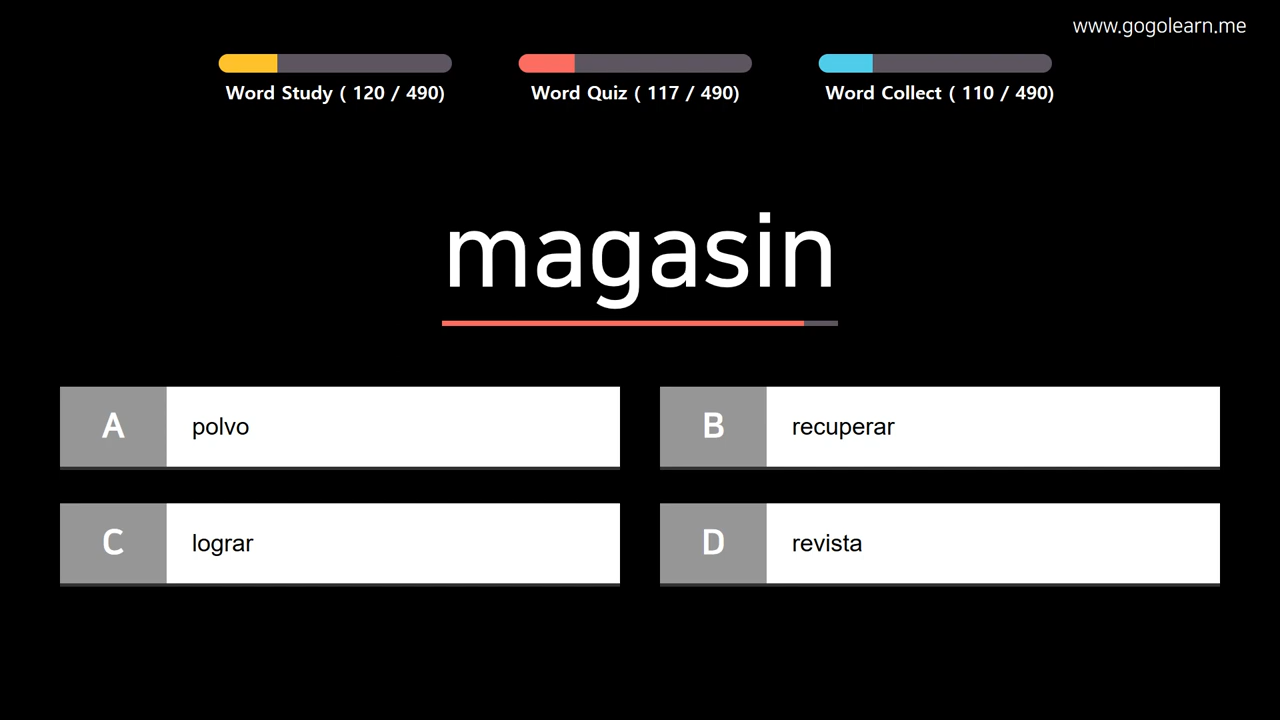 www.gogolearn.me
Word Study ( 120 / 490)
Word Quiz ( 117 / 490)
Word Collect ( 110 / 490)
magasin
A polvo
B recuperar
C lograr
D revista